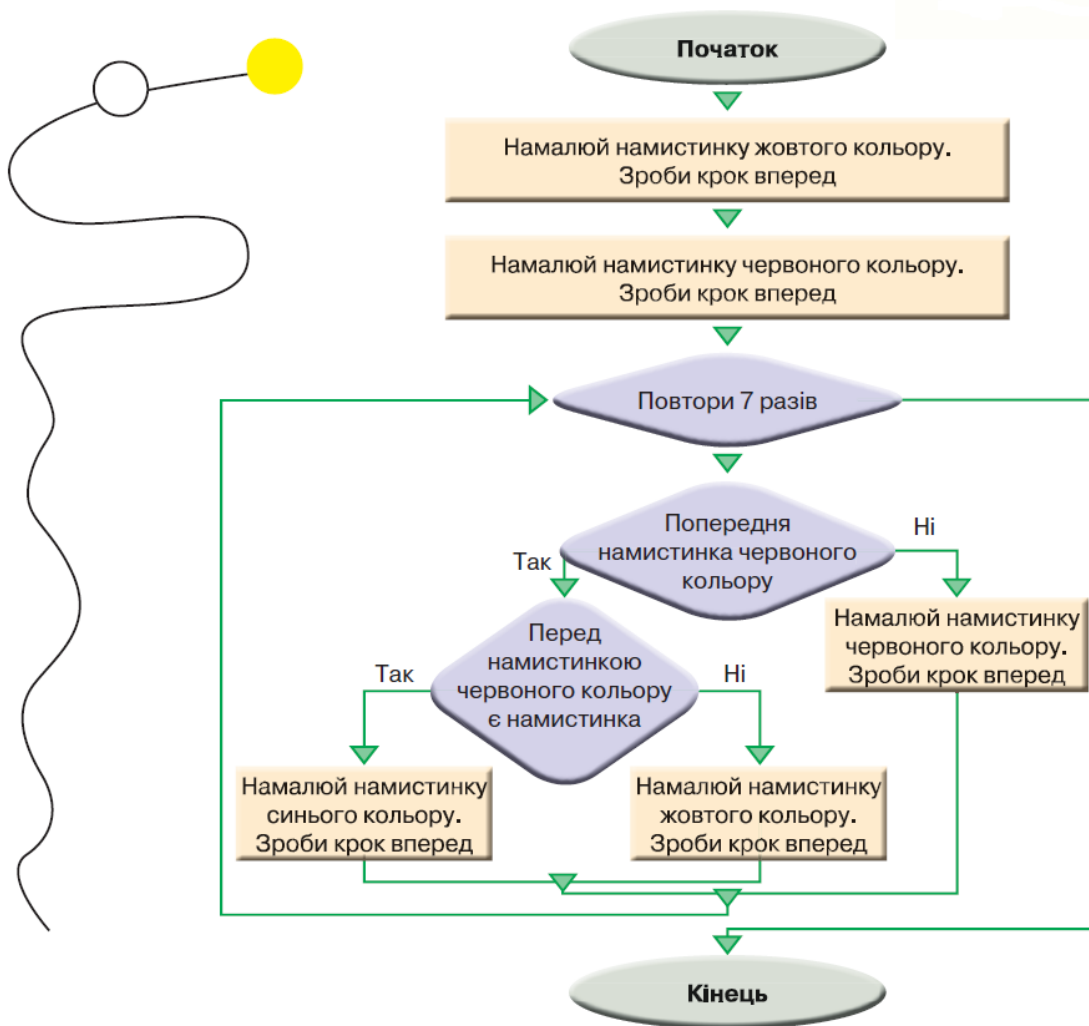 Початок
Намалюй намистинку жовтого кольору.
Зроби крок вперед
Намалюй намистинку червоного кольору.
Зроби крок вперед
Повтори 7 разів
Попередня
намистинка червоного
кольору
Так
Ні
Перед
намистинкою
червоного кольору
є намистинка
Намалюй намистинку
червоного кольору.
Зроби крок вперед
Так
Ні
Намалюй намистинку
синього кольору.
Зроби крок вперед
Намалюй намистинку
жовтого кольору.
Зроби крок вперед
Кінець